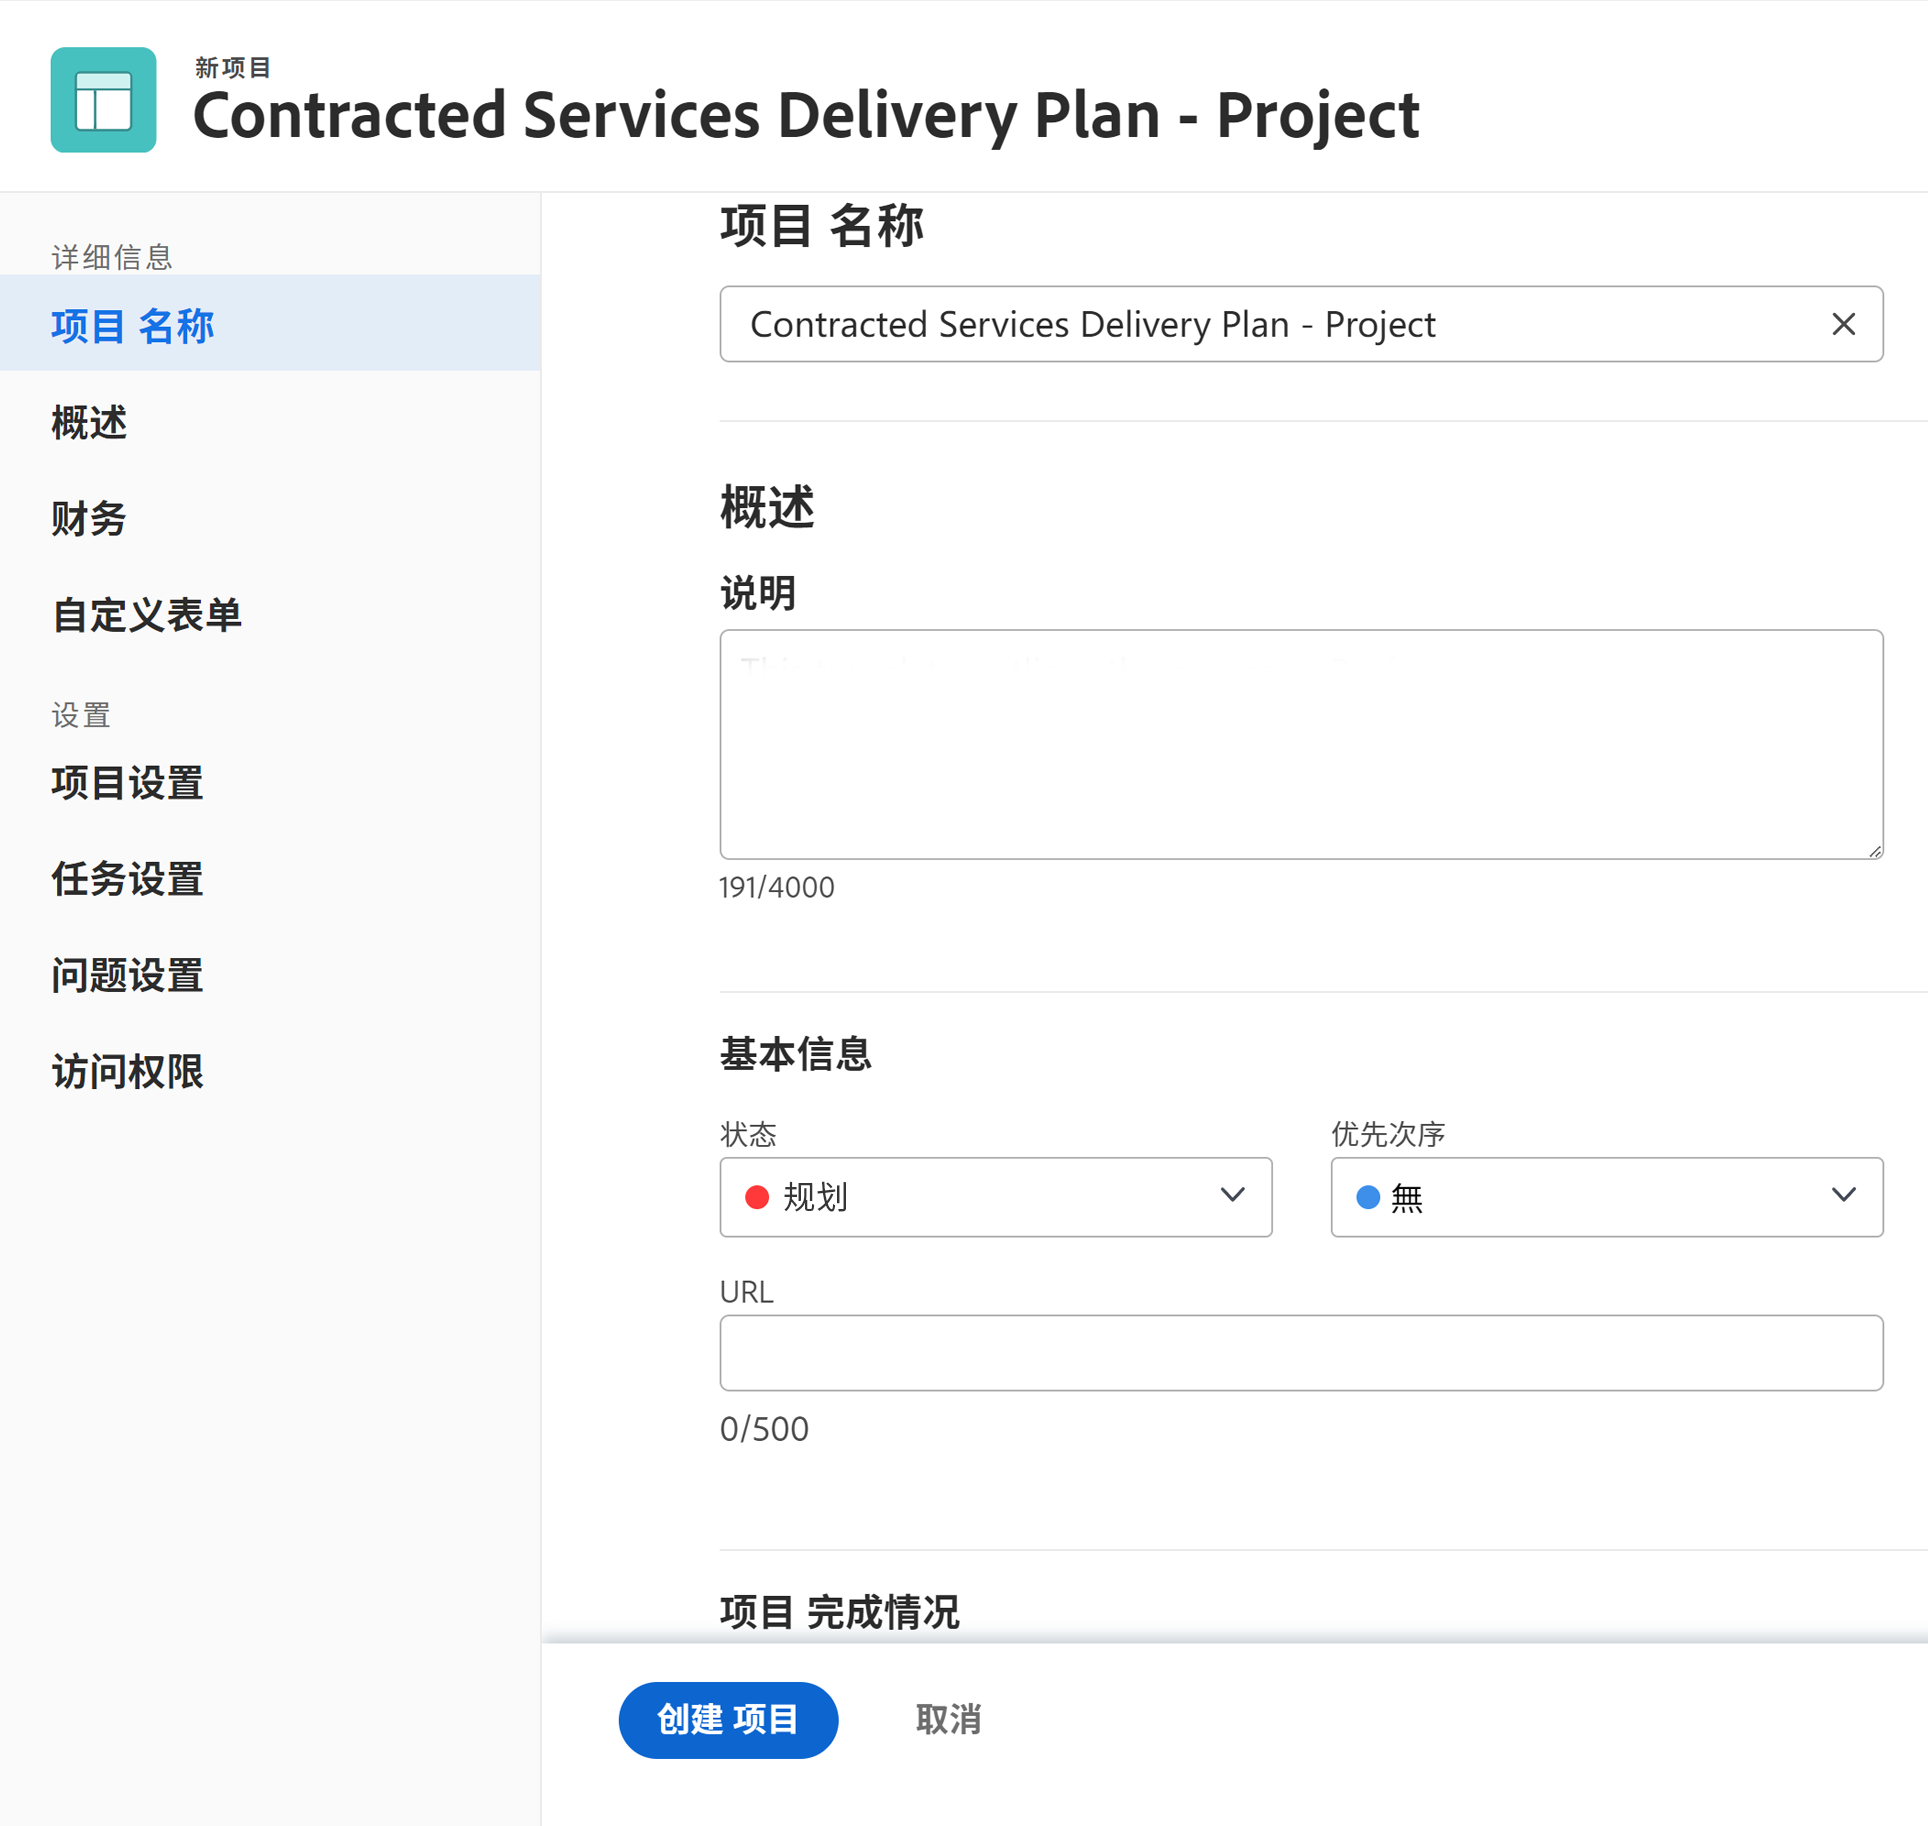 新项目
Contracted Services Delivery Plan - Project
详细信息
项目 名称
概述
财务
自定义表单
设置
项目设置
任务设置
问题设置
访问权限
项目 名称
Contracted Services Delivery Plan - Project
概述
说明
191/4000
基本信息
状态
优先次序
规划
無
URL
0/500
项目 完成情况
创建 项目
取消